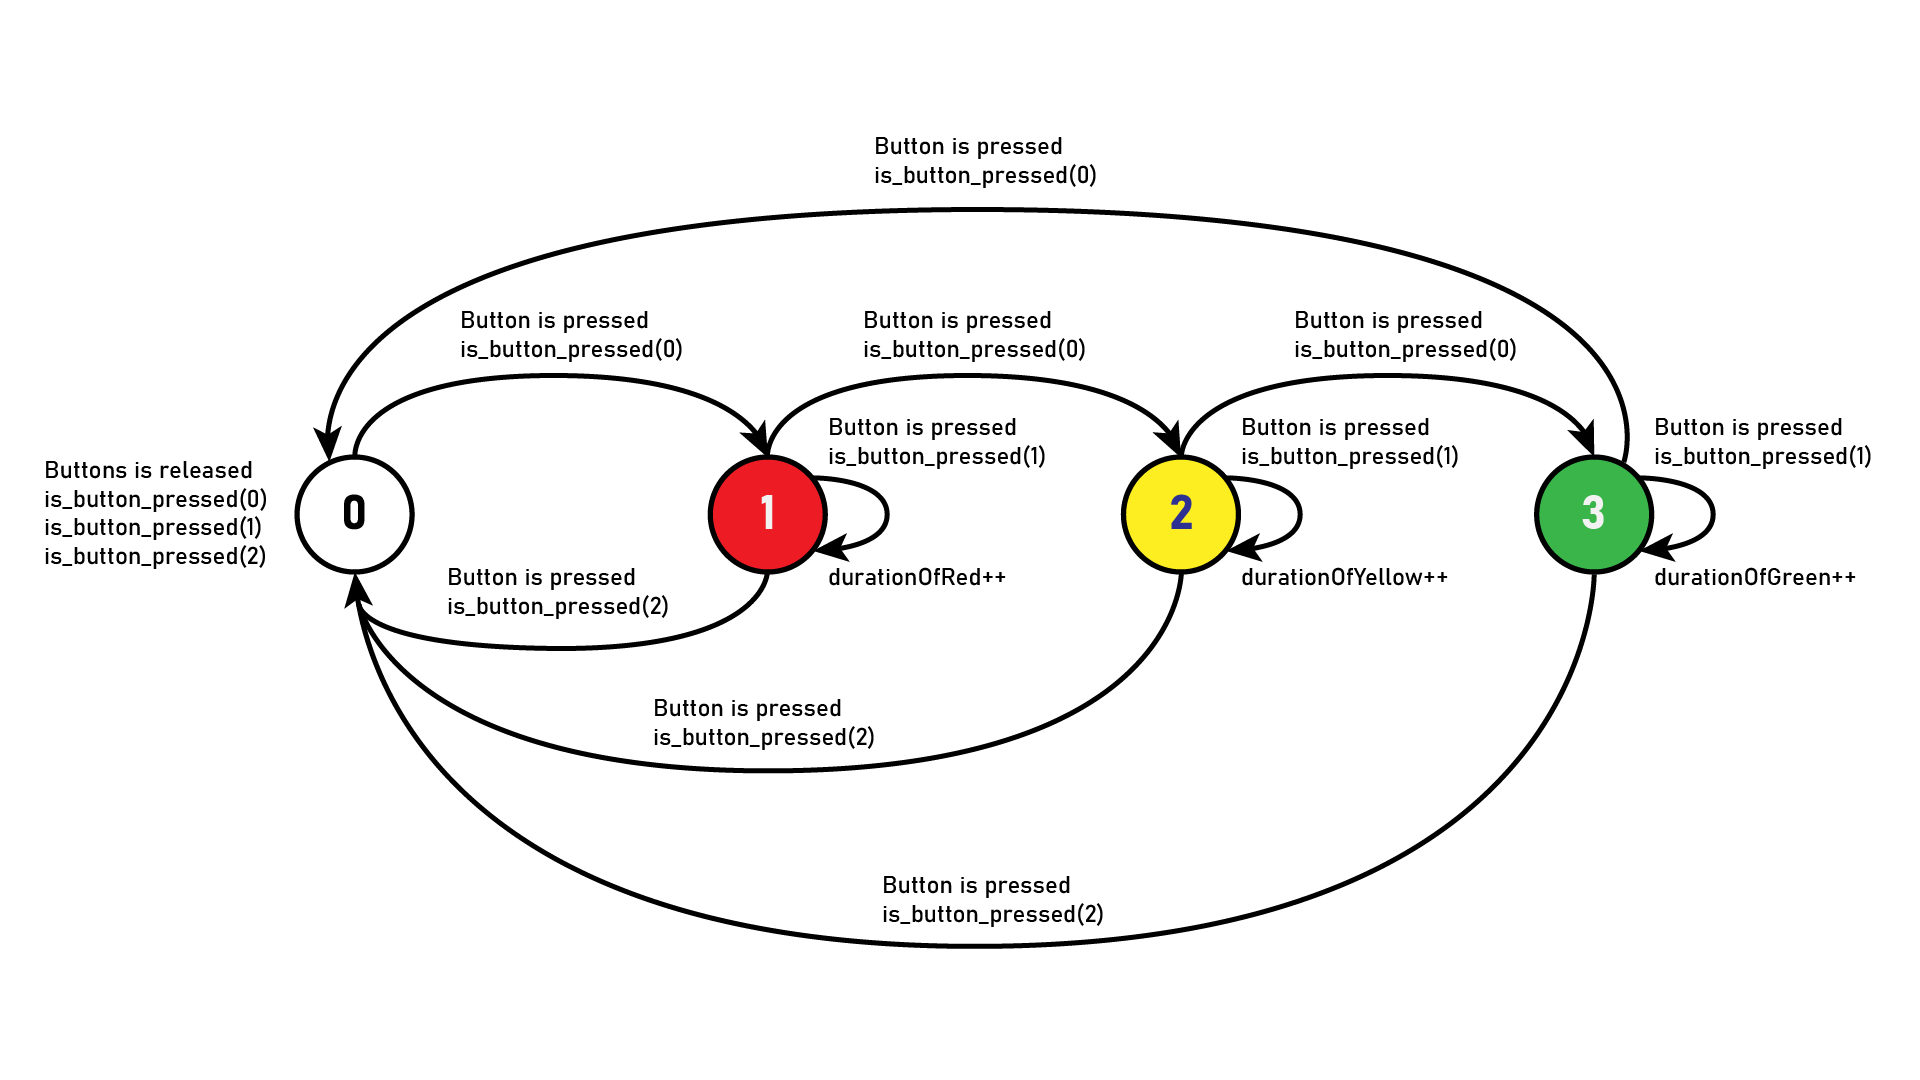 Button is pressed
is_button_pressed(0)
Button is pressed
is_button_pressed(0)
Button is pressed
is_button_pressed(0)
Button is pressed
is_button_pressed(0)
Buttons is released
is_button_pressed(0)
is_button_pressed(1)
is_button_pressed(2)
0
1
Button is pressed
is_button_pressed(1)
durationOfRed++
2
Button is pressed
is_button_pressed(1)
durationOfYellow++
3
Button is pressed
is_button_pressed(1)
durationOfGreen++
Button is pressed
is_button_pressed(2)
Button is pressed
is_button_pressed(2)
Button is pressed
is_button_pressed(2)